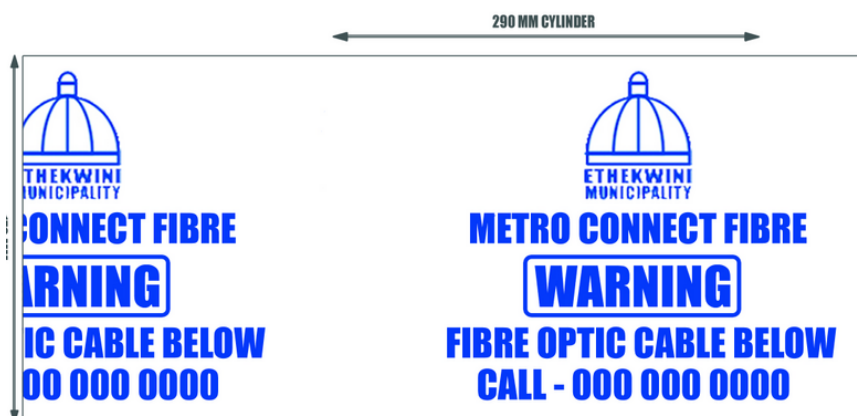 290 MM CYLINDER
THEKWINI
MUNICIPALITY
CONNECT FIBRE
ARNING
IC CABLE BELOW
00 000 0000
ETHEKWINI
MUNICIPALITY
METRO CONNECT FIBRE
WARNING
FIBRE OPTIC CABLE BELOW
CALL - 000 000 0000